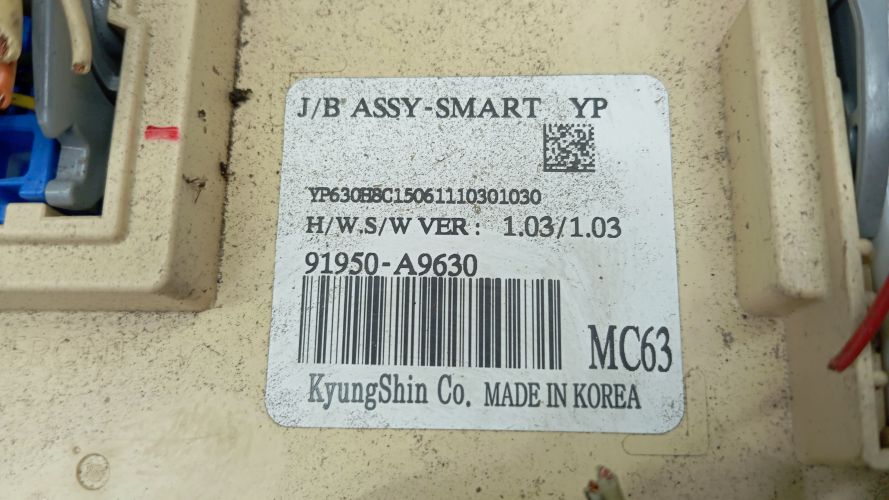 J/B ASSY-SMART YP
YP630BBC15061110301030
H/W.S/W VER : 1.03/1.03
91950-A9630
MC63
KyungShin Co. MADE IN KOREA